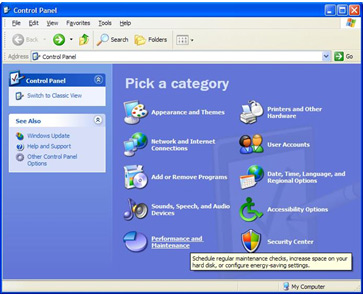 Control Panel
File Edit View Favorites Tools Help
Back Search Folders
Address Control Panel Go
Control Panel
Switch to Classic View
See Also
Windows Update
Help and Support
Other Control Panel
Options
Pick a category
Appearance and Themes
Printers and Other
Hardware
Network and Internet
Connections
User Accounts
Add or Remove Programs
Date, Time, Language, and
Regional Options
Sounds, Speech, and Audio
Devices
Accessibility Options
Performance and
Maintenance
Security Center
Schedule regular maintenance checks, increase space on
your hard disk, or configure energy-saving settings.
My Computer